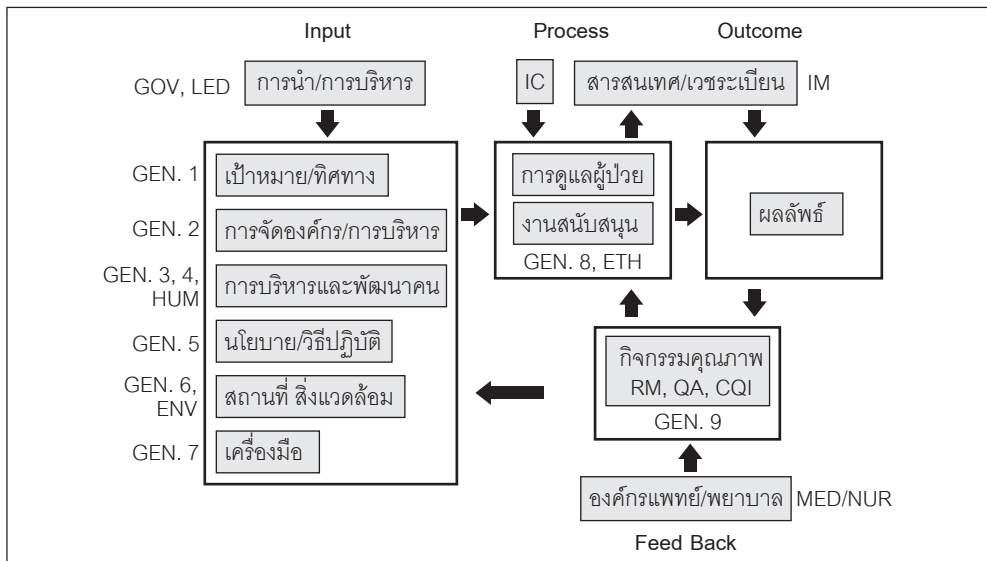 Input
Process
Outcome
GOV, LED
การนำ/การบริหาร
IC
สารสนเทศ/เวชระเบียน
IM
GEN. 1
เป้าหมาย/ทิศทาง
GEN. 2
การจัดองค์กร/การบริหาร
GEN. 3, 4,
HUM
การบริหารและพัฒนาคน
GEN. 5
นโยบาย/วิธีปฏิบัติ
GEN. 6,
ENV
สถานที่ สิ่งแวดล้อม
GEN. 7
เครื่องมือ
การดูแลผู้ป่วย
งานสนับสนุน
GEN. 8, ETH
ผลลัพธ์
กิจกรรมคุณภาพ
RM, QA, CQI
GEN. 9
องค์กรแพทย์/พยาบาล
MED/NUR
Feed Back